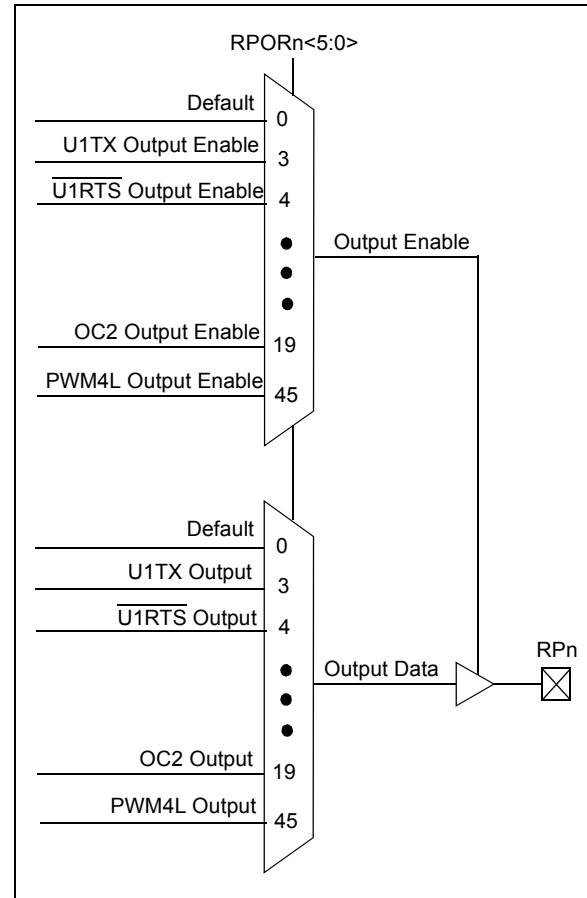 RPORn<5:0>
Default
0
U1TX Output Enable
3
U1RTS Output Enable
4
Output Enable
OC2 Output Enable
19
PWM4L Output Enable
45
Default
0
U1TX Output
3
U1RTS Output
4
RPn
Output Data
OC2 Output
19
PWM4L Output
45